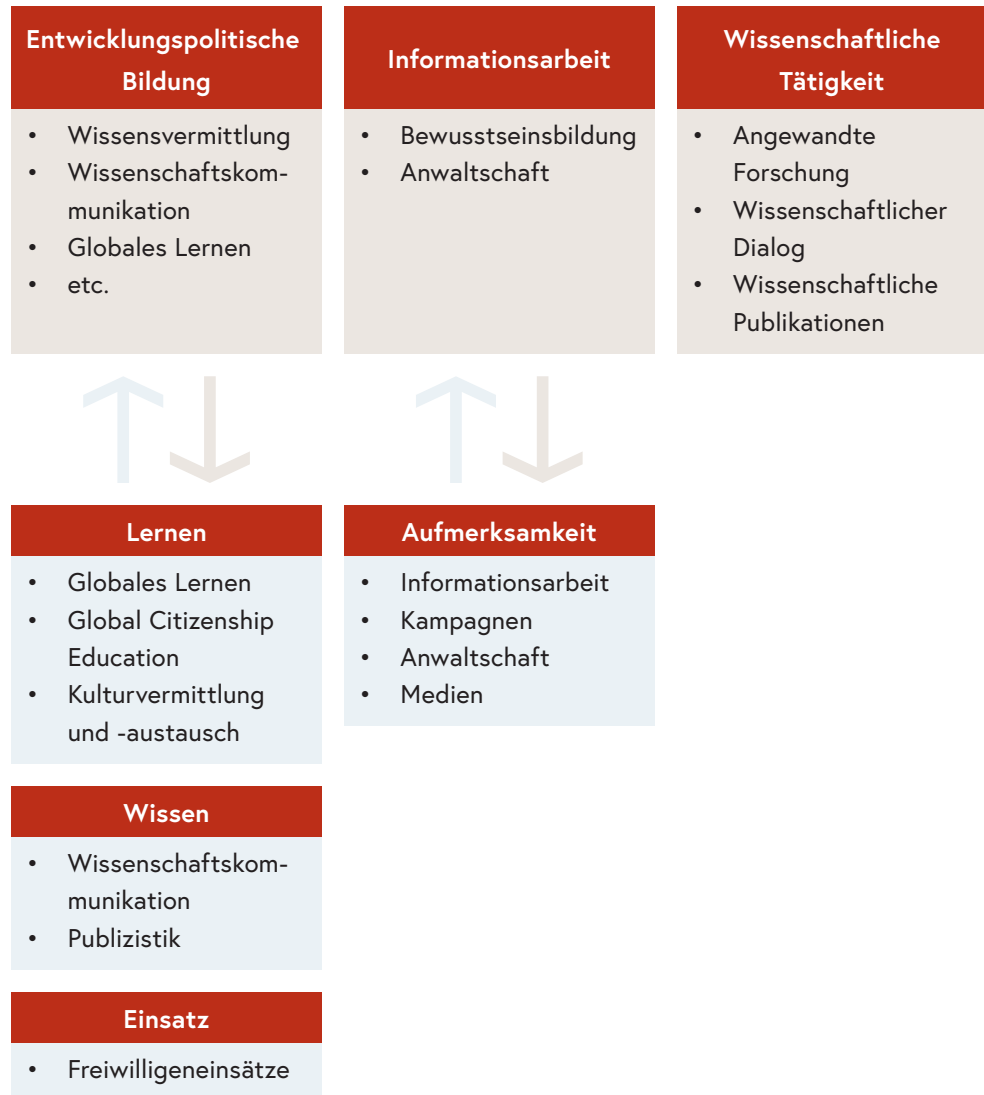 Entwicklungspolitische
Bildung
• Wissensvermittlung
• Wissenschaftskom-
munikation
• Globales Lernen
• etc.
Informationsarbeit
• Bewusstseinsbildung
• Anwaltschaft
Wissenschaftliche
Tätigkeit
• Angewandte
Forschung
• Wissenschaftlicher
Dialog
• Wissenschaftliche
Publikationen
Lernen
• Globales Lernen
• Global Citizenship
Education
• Kulturvermittlung
und -austausch
Aufmerksamkeit
• Informationsarbeit
• Kampagnen
• Anwaltschaft
• Medien
Wissen
• Wissenschaftskom-
munikation
• Publizistik
Einsatz
• Freiwilligeneinsätze